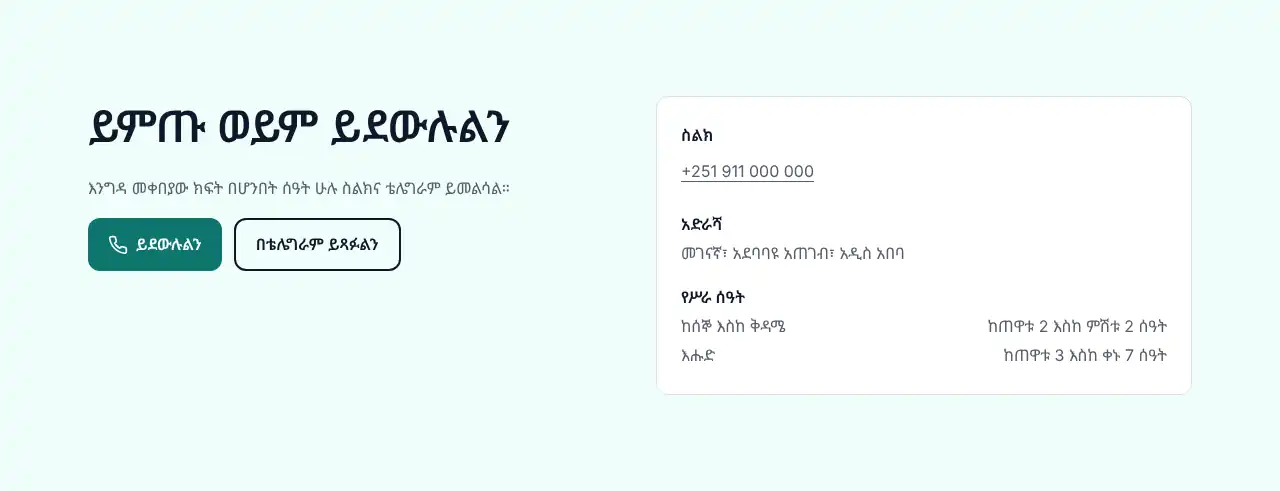 ይምጡ ወይም ይደውሉልን
እንግዳ መቀበያው ክፍት በሆንበት ሰዓት ሁሉ ስልክና ቴሌግራም ይመልሳል።
ይደውሉልን
በቴሌግራም ይጻፉልን
ስልክ
+251 911 000 000
አድራሻ
መገናኛ፣ አደባባዩ አጠገብ፣ አዲስ አበባ
የሥራ ሰዓት
ከሰኞ እስከ ቅዳሜ ከጠዋቱ 2 እስከ ምሽቱ 2 ሰዓት
እሑድ ከጠዋቱ 3 እስከ ቀኑ 7 ሰዓት